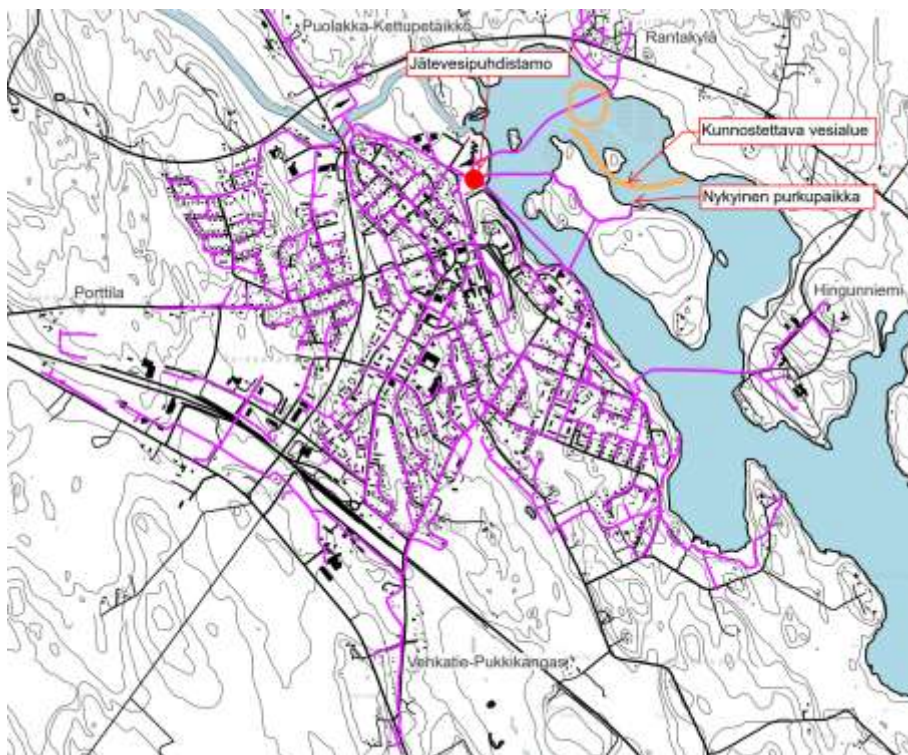 Puolakka-Kettupetäikkö
Rantakylä
Jätevesipuhdistamo
Kunnostettava vesialue
Nykyinen purkupaikka
Porttila
Hingunniemi
Vehkatie-Pukkikangas